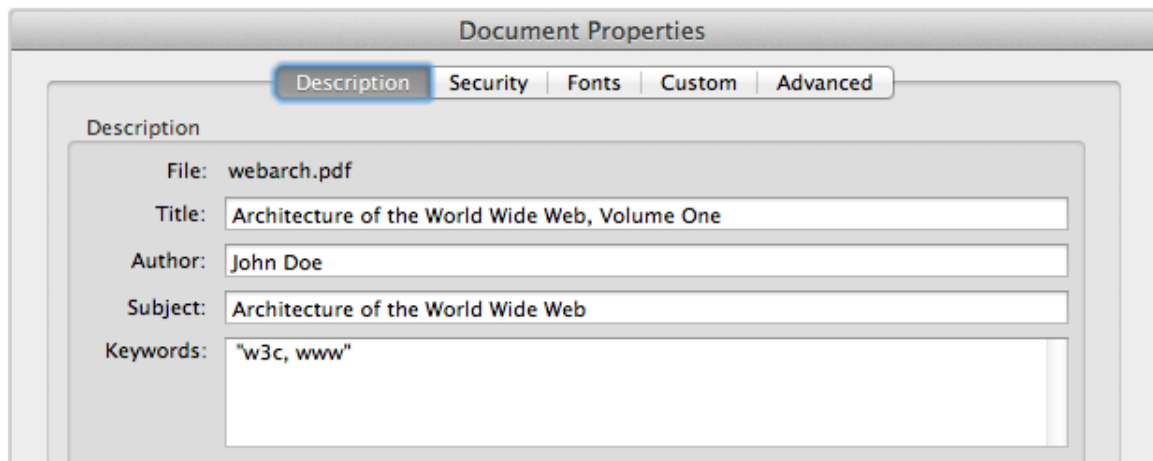 Document Properties
Description Security Fonts Custom Advanced
Description
File: webarch.pdf
Title: Architecture of the World Wide Web, Volume One
Author: John Doe
Subject: Architecture of the World Wide Web
Keywords: "w3c, www"